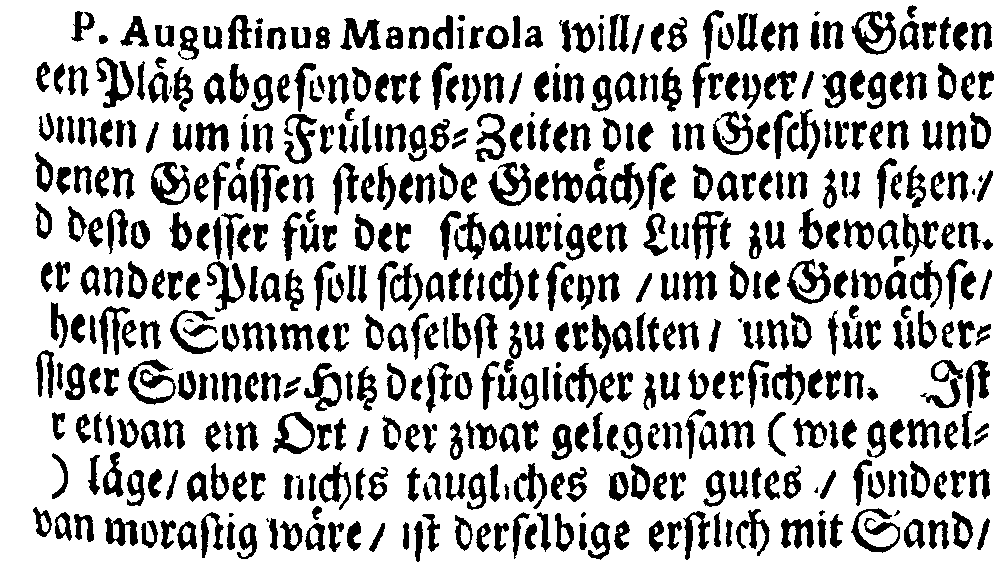 P. Augustinus Mandirola will/ es sollen in Gärten
een Plätz abgesondert seyn/ ein gantz freyer/ gegen der
onnen / um in Frülings-Zeiten die in Geschirren und
denen Gefässen stehende Gewächse darein zu setzen/
d desto besser für der schaurigen Lufft zu bewahren.
er andere Platz soll schatticht seyn / um die Gewächse/
heissen Sommer daselbst zu erhalten / und für über-
ssiger Sonnen-Hitz desto füglicher zu versichern. Ist
r etwan ein Ort / der zwar gelegensam ( wie gemel-
) läge/ aber nichts taugliches oder gutes / sondern
van morastig wäre / ist derselbige erstlich mit Sand/